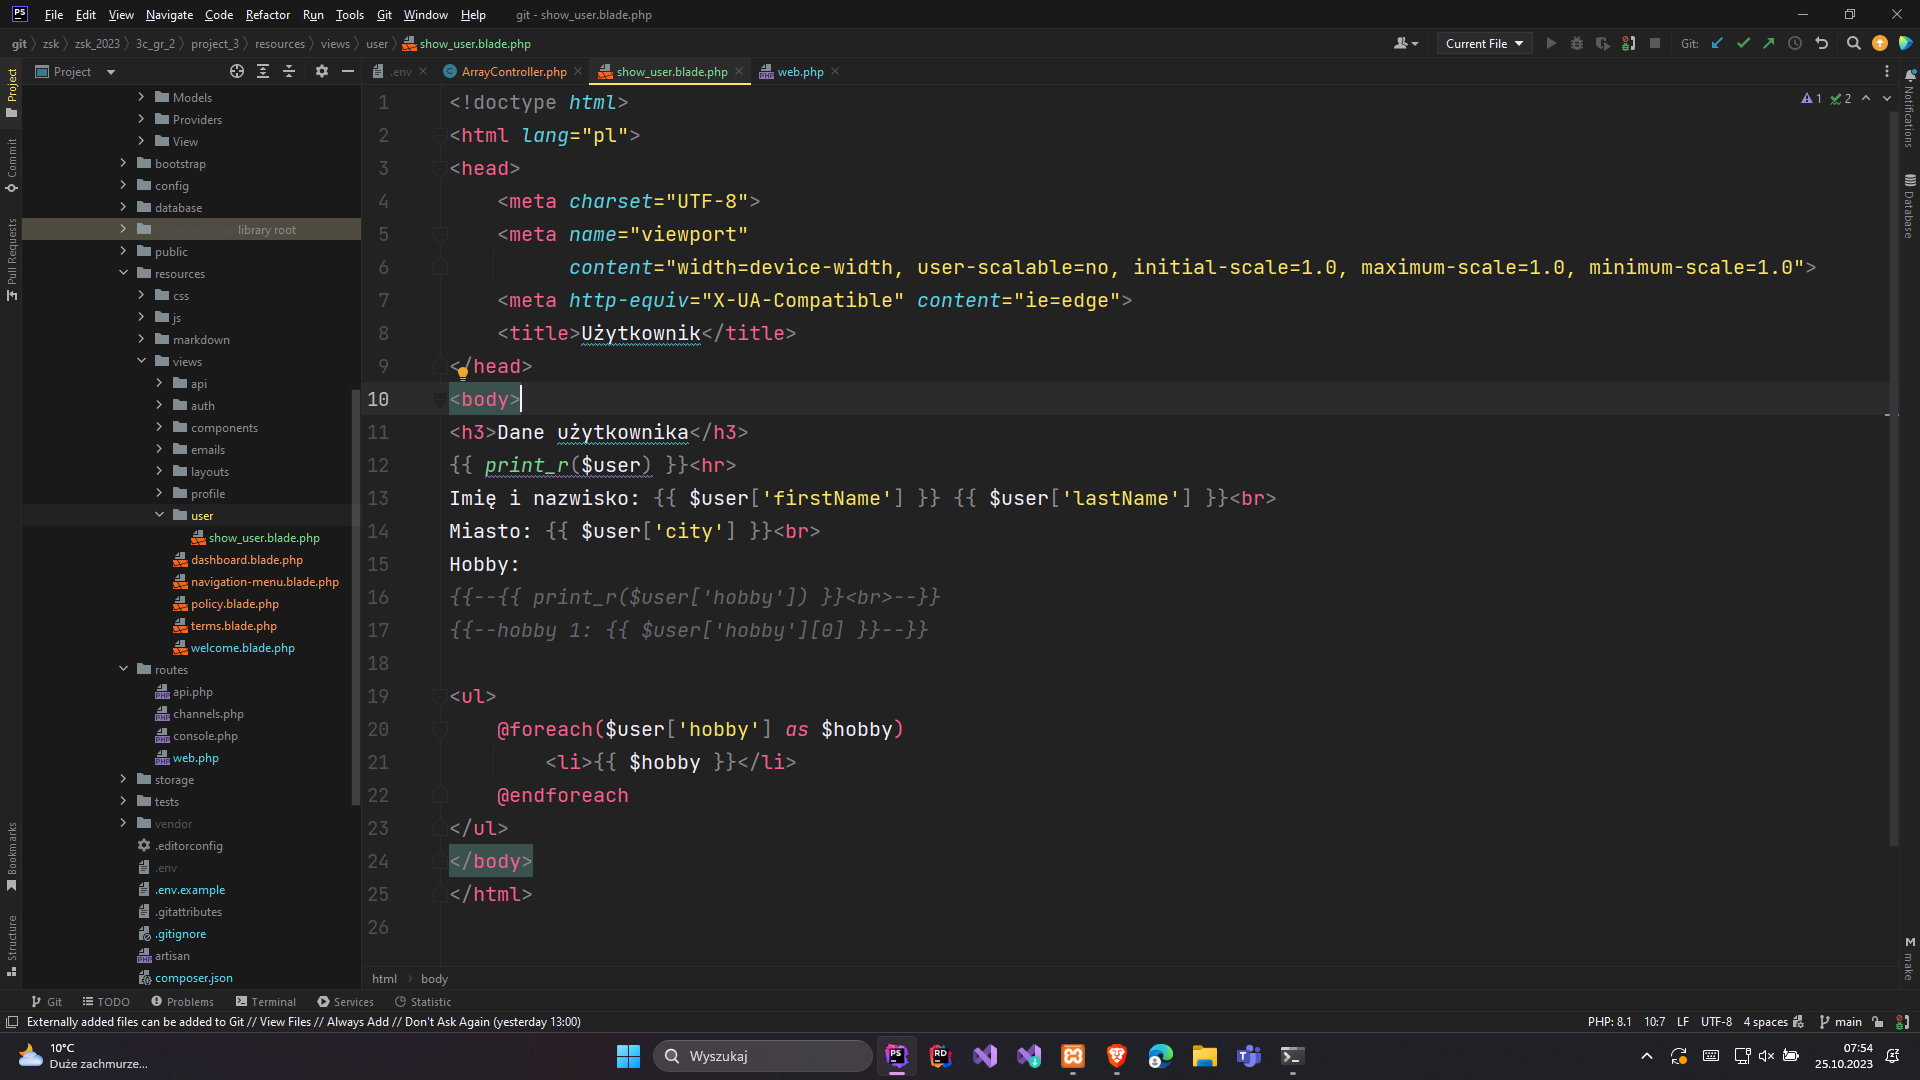 File Edit View Navigate Code Refactor Run Tools Git Window Help git - show_user.blade.php
git zsk zsk_2023 3c_gr_2 project_3 resources views user show_user.blade.php
Current File
Git:
Project
.env
ArrayController.php
show_user.blade.php
web.php
Project
Commit
Pull Requests
Bookmarks
Structure
Models
Providers
View
bootstrap
config
database
library root
public
resources
css
js
markdown
views
api
auth
components
emails
layouts
profile
user
show_user.blade.php
dashboard.blade.php
navigation-menu.blade.php
policy.blade.php
terms.blade.php
welcome.blade.php
routes
api.php
channels.php
console.php
web.php
storage
tests
vendor
.editorconfig
.env
.env.example
.gitattributes
.gitignore
artisan
composer.json
1 <!doctype html>
2 <html lang="pl">
3 <head>
4 <meta charset="UTF-8">
5 <meta name="viewport"
6 content="width=device-width, user-scalable=no, initial-scale=1.0, maximum-scale=1.0, minimum-scale=1.0">
7 <meta http-equiv="X-UA-Compatible" content="ie=edge">
8 <title>Użytkownik</title>
9 </head>
10 <body>
11 <h3>Dane użytkownika</h3>
12 {{ print_r($user) }}<hr>
13 Imię i nazwisko: {{ $user['firstName'] }} {{ $user['lastName'] }}<br>
14 Miasto: {{ $user['city'] }}<br>
15 Hobby:
16 {{--{{ print_r($user['hobby']) }}<br>--}}
17 {{--hobby 1: {{ $user['hobby'][0] }}--}}
18
19 <ul>
20 @foreach($user['hobby'] as $hobby)
21 <li>{{ $hobby }}</li>
22 @endforeach
23 </ul>
24 </body>
25 </html>
26
1 2
Notifications
Database
make
html body
Git TODO Problems Terminal Services Statistic
Externally added files can be added to Git // View Files // Always Add // Don't Ask Again (yesterday 13:00)
PHP: 8.1 10:7 LF UTF-8 4 spaces main
10°C
Duże zachmurze...
Wyszukaj
07:54
25.10.2023